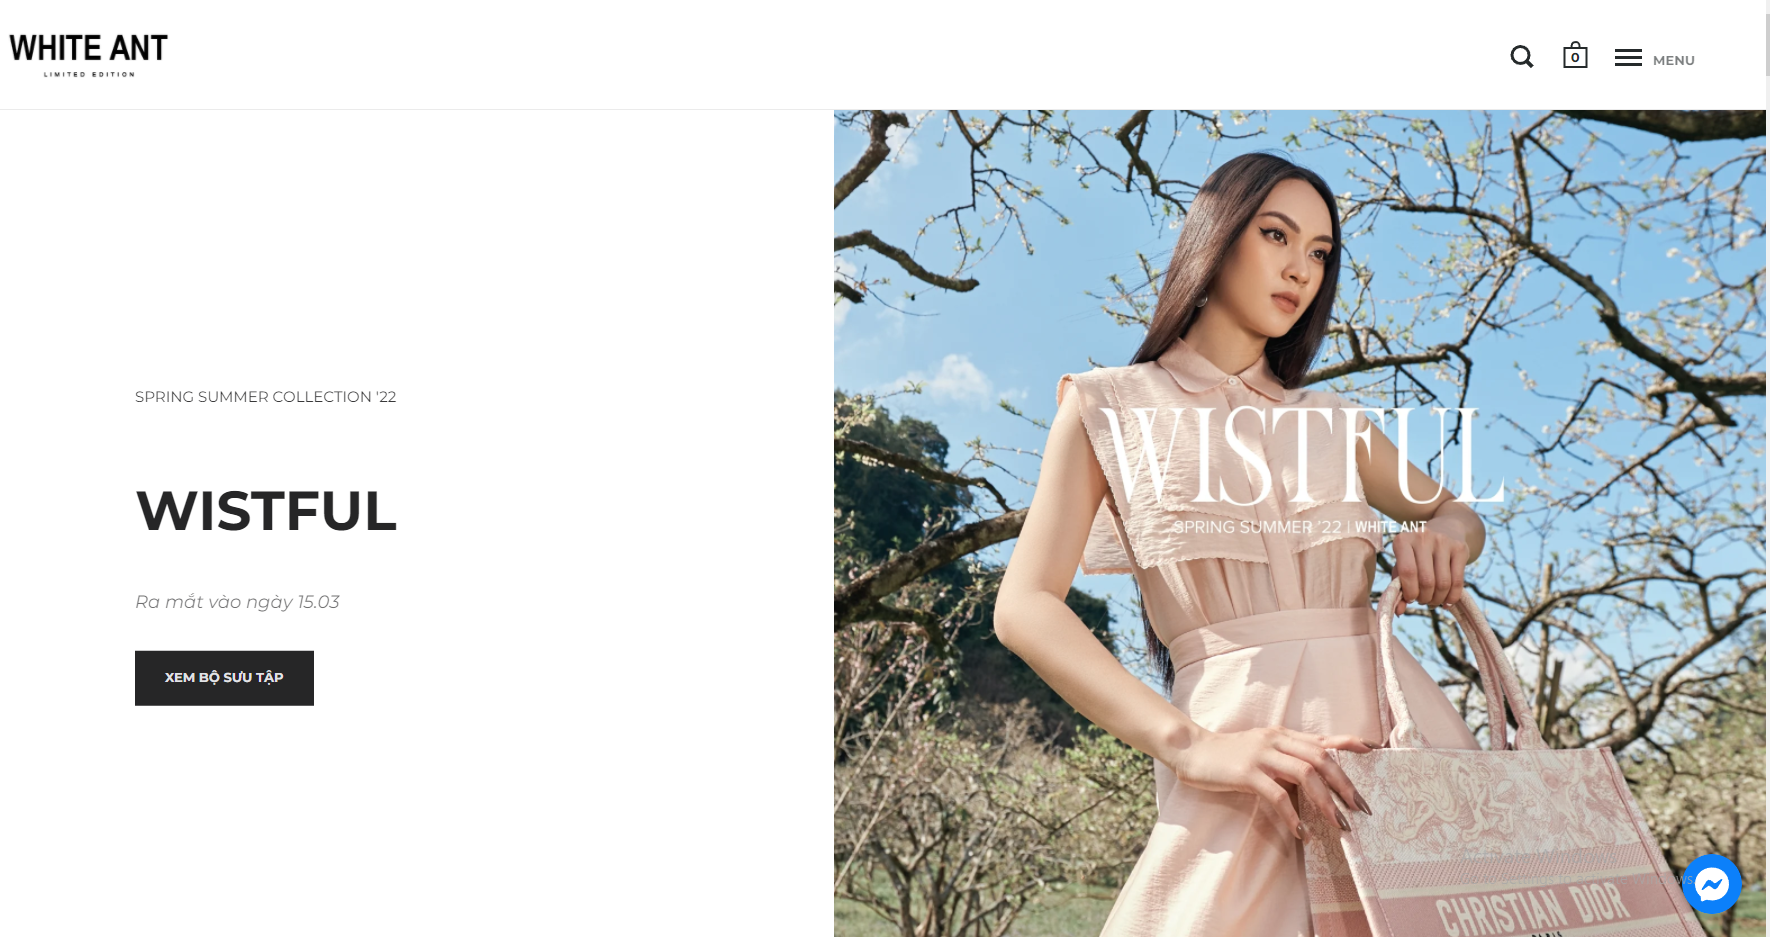 WHITE ANT
LIMITED EDITION
0
MENU
SPRING SUMMER COLLECTION '22
WISTFUL
Ra mắt vào ngày 15.03
XEM BỘ SƯU TẬP
WISTFUL
SPRING SUMMER '22 | WHITE ANT
CHRISTIAN DIOR
PARIS